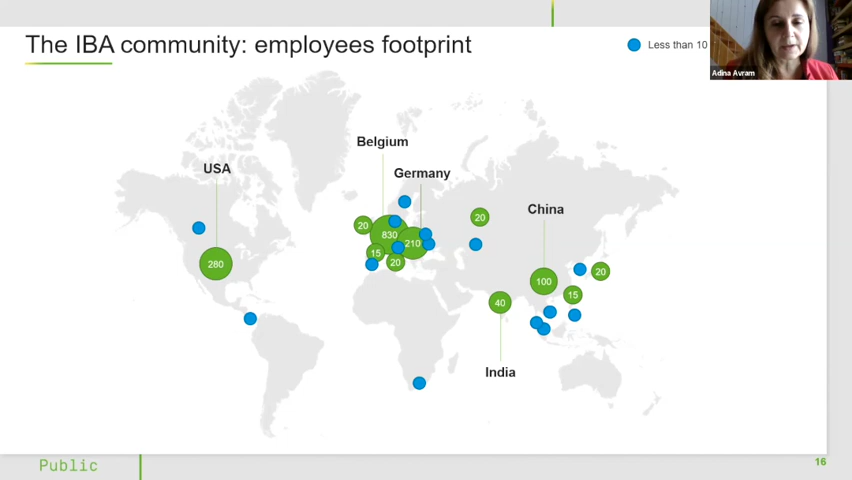 The IBA community: employees footprint
Less than 10
Adina Avram
Belgium
USA
Germany
China
20
20
830
210
15
20
280
100
20
15
40
India
Public
16